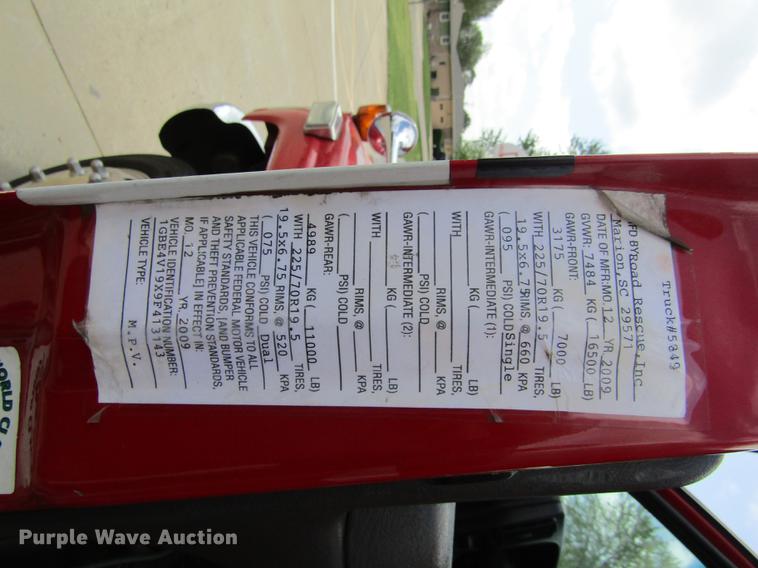 Truck#5849
MFD BY Road Rescue, Inc
Marion, SC 29571
DATE OF MFR: MO. 12 YR. 2009
GVWR: 7484 KG ( 16500 LB)
GAWR-FRONT:
3175 KG ( 7000 LB)
WITH 225/70R19.5 TIRES,
19.5x6.75 RIMS, @ 660 KPA
( .095 PSI) COLD Single
GAWR-INTERMEDIATE (1):
KG ( LB)
WITH TIRES,
RIMS, @ KPA
( PSI) COLD
GAWR-INTERMEDIATE (2):
KG ( LB)
WITH TIRES,
RIMS, @ KPA
( PSI) COLD
GAWR-REAR:
4989 KG ( 11000 LB)
WITH 225/70R19.5 TIRES,
19.5x6.75 RIMS, @ 520 KPA
( .075 PSI) COLD Dual
THIS VEHICLE CONFORMS TO ALL
APPLICABLE FEDERAL MOTOR VEHICLE
SAFETY STANDARDS, [AND BUMPER
AND THEFT PREVENTION STANDARDS,
IF APPLICABLE] IN EFFECT IN:
MO. 12 YR. 2009
VEHICLE IDENTIFICATION NUMBER:
1GBE4V19X9F413143
VEHICLE TYPE: M.P.V.
WORLD
Purple Wave Auction